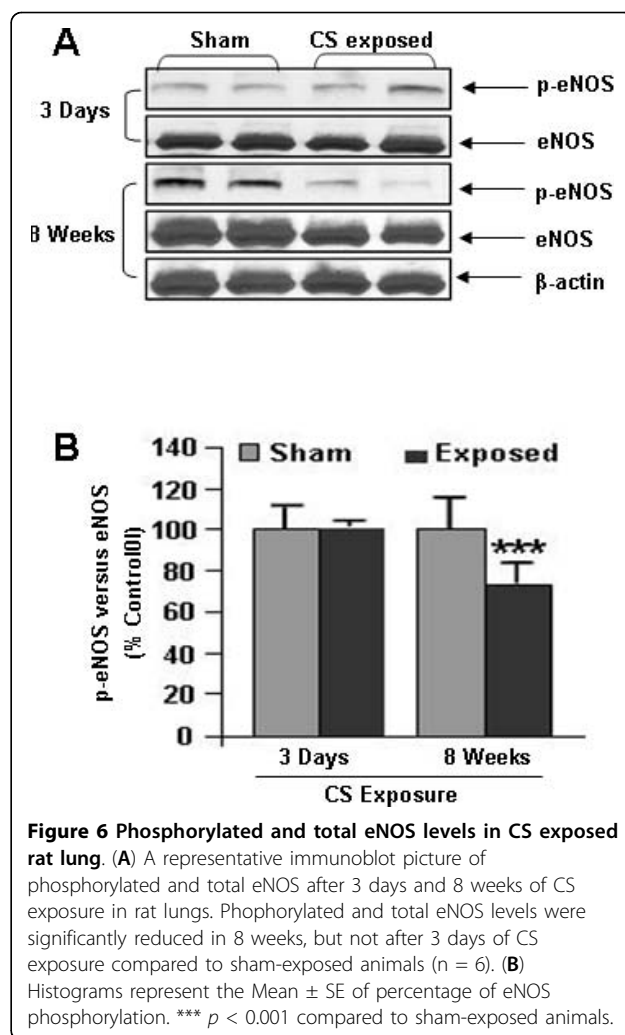 A
Sham CS exposed
p-eNOS
3 Days
eNOS
p-eNOS
8 Weeks
eNOS
β-actin
B
140
120
100
80
60
40
20
0
Sham Exposed
***
p-eNOS versus eNOS
(% Control0l)
3 Days 8 Weeks
CS Exposure
Figure 6 Phosphorylated and total eNOS levels in CS exposed
rat lung. (A) A representative immunoblot picture of
phosphorylated and total eNOS after 3 days and 8 weeks of CS
exposure in rat lungs. Phophorylated and total eNOS levels were
significantly reduced in 8 weeks, but not after 3 days of CS
exposure compared to sham-exposed animals (n = 6). (B)
Histograms represent the Mean ± SE of percentage of eNOS
phosphorylation. *** p < 0.001 compared to sham-exposed animals.